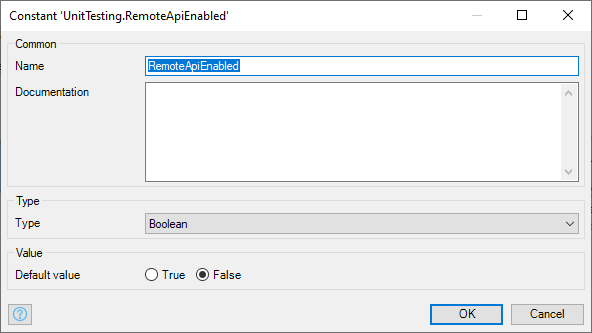 Constant 'UnitTesting.RemoteApiEnabled'
Common
Name RemoteApiEnabled
Documentation
Type
Type Boolean
Value
Default value True False
? OK Cancel